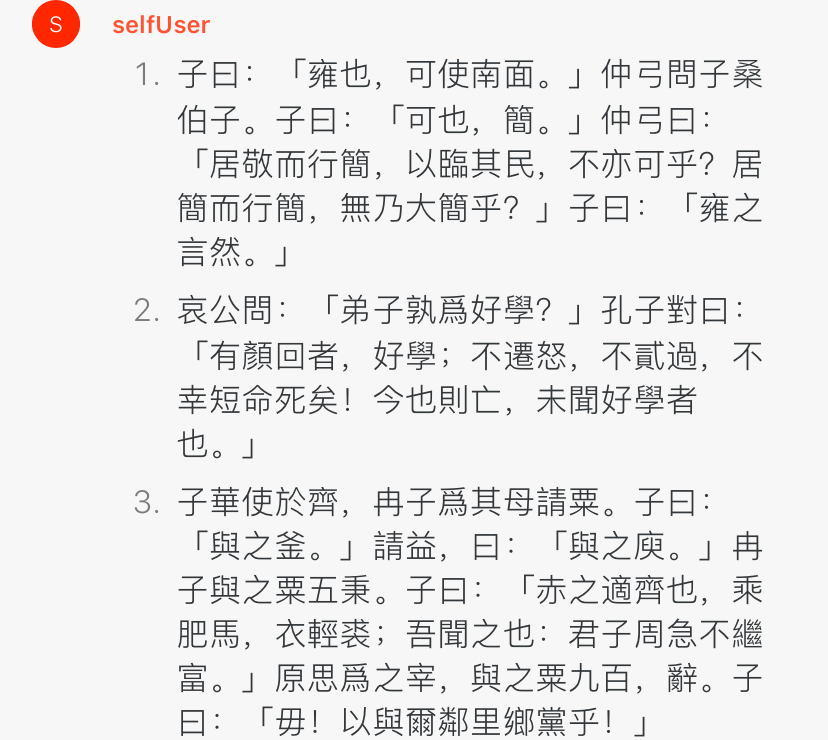 S
selfUser
1. 子曰：「雍也，可使南面。」仲弓問子桑
伯子。子曰：「可也，簡。」仲弓曰：
「居敬而行簡，以臨其民，不亦可乎？居
簡而行簡，無乃大簡乎？」子曰：「雍之
言然。」
2. 哀公問：「弟子孰爲好學？」孔子對曰：
「有顏回者，好學；不遷怒，不貳過，不
幸短命死矣！今也則亡，未聞好學者
也。」
3. 子華使於齊，冉子爲其母請粟。子曰：
「與之釜。」請益，曰：「與之庾。」冉
子與之粟五秉。子曰：「赤之適齊也，乘
肥馬，衣輕裘；吾聞之也：君子周急不繼
富。」原思爲之宰，與之粟九百，辭。子
曰：「毋！以與爾鄰里鄉黨乎！」